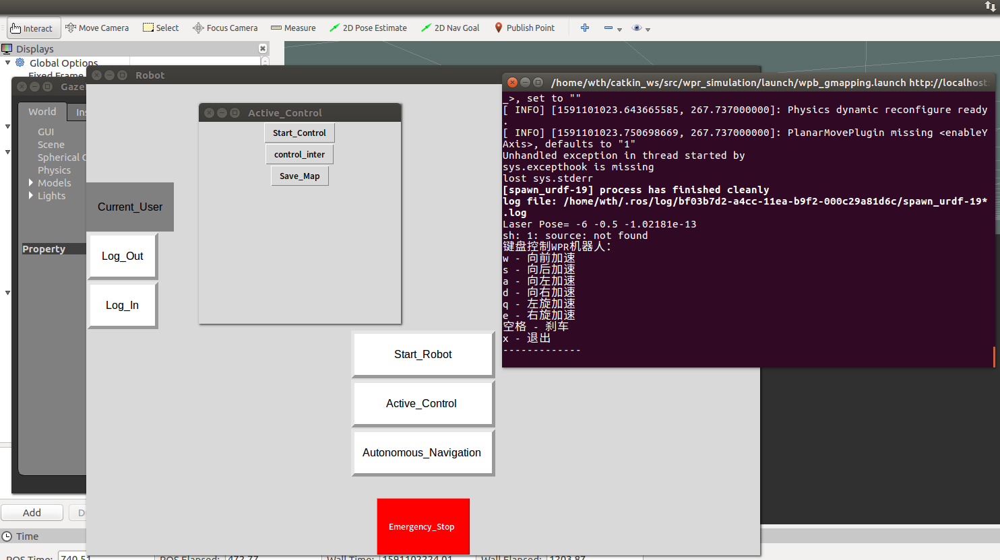 Interact Move Camera Select Focus Camera Measure 2D Pose Estimate 2D Nav Goal Publish Point
Displays
Global Options
Fixed Frame
Robot
Gaze
World Ins
GUI
Scene
Spherical C
Physics
Models
Lights
Property
Active_Control
Start_Control
control_inter
Save_Map
Current_User
Log_Out
Log_In
Start_Robot
Active_Control
Autonomous_Navigation
Emergency_Stop
/home/wth/catkin_ws/src/wpr_simulation/launch/wpb_gmapping.launch http://localhost:
_>, set to ""
[ INFO] [1591101023.643665585, 267.737000000]: Physics dynamic reconfigure ready
.
[ INFO] [1591101023.750698669, 267.737000000]: PlanarMovePlugin missing <enableY
Axis>, defaults to "1"
Unhandled exception in thread started by
sys.excepthook is missing
lost sys.stderr
[spawn_urdf-19] process has finished cleanly
log file: /home/wth/.ros/log/bf03b7d2-a4cc-11ea-b9f2-000c29a81d6c/spawn_urdf-19*
.log
Laser Pose= -6 -0.5 -1.02181e-13
sh: 1: source: not found
键盘控制WPR机器人：
w - 向前加速
s - 向后加速
a - 向左加速
d - 向右加速
q - 左旋加速
e - 右旋加速
空格 - 刹车
x - 退出
-------------
Add D
Time
ROS Time: 740.51 ROS Elapsed: 472.77 Wall Time: 1591102224.01 Wall Elapsed: 1203.87